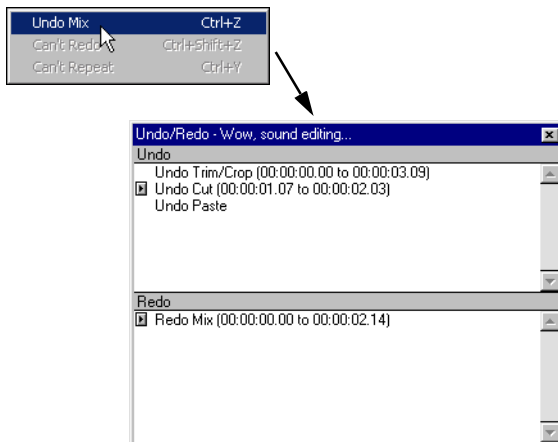 Undo Mix Ctrl+Z
Can't Redo Ctrl+Shift+Z
Can't Repeat Ctrl+Y
Undo/Redo - Wow, sound editing...
Undo
Undo Trim/Crop (00:00:00.00 to 00:00:03.09)
Undo Cut (00:00:01.07 to 00:00:02.03)
Undo Paste
Redo
Redo Mix (00:00:00.00 to 00:00:02.14)